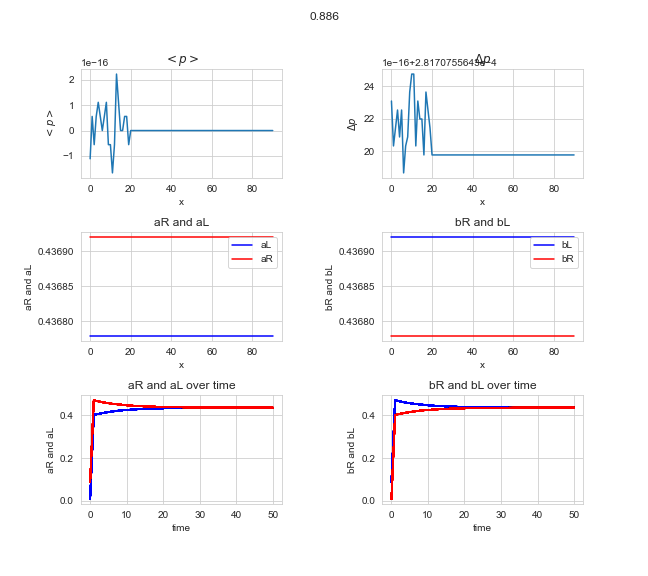 0.886
<p>
1e−16
2
1
0
−1
<p>
0 20 40 60 80
x
Δp
1e−16+2.8170755645e−4
24
22
20
Δp
0 20 40 60 80
x
aR and aL
0.43690
0.43685
0.43680
aR and aL
aL
aR
0 20 40 60 80
x
bR and bL
0.43690
0.43685
0.43680
bR and bL
bL
bR
0 20 40 60 80
x
aR and aL over time
0.4
0.2
0.0
aR and aL
0 10 20 30 40 50
time
bR and bL over time
0.4
0.2
0.0
bR and bL
0 10 20 30 40 50
time